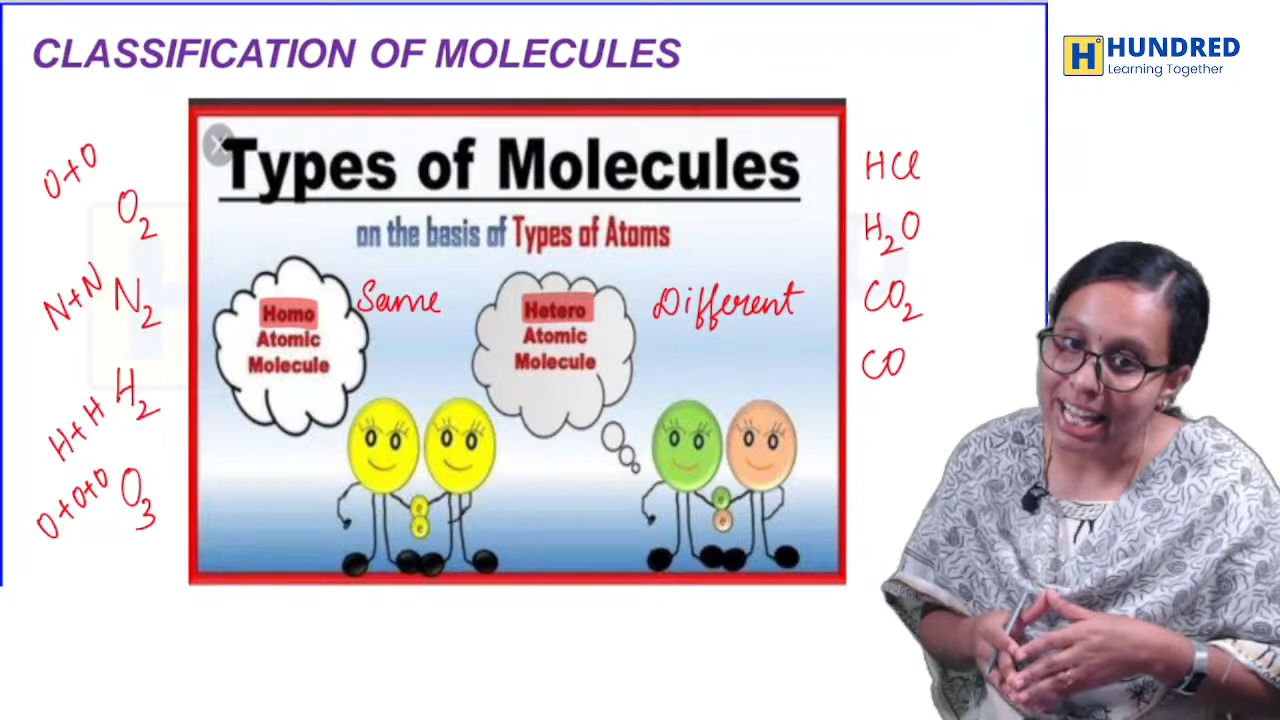 CLASSIFICATION OF MOLECULES
HUNDRED
Learning Together
Types of Molecules
on the basis of Types of Atoms
Homo
Atomic
Molecule
Same
Hetero
Atomic
Molecule
Different
O+O
O2
N+N
N2
H+H
H2
O+O+O
O3
HCl
H2O
CO2
CO
e
e
e
e